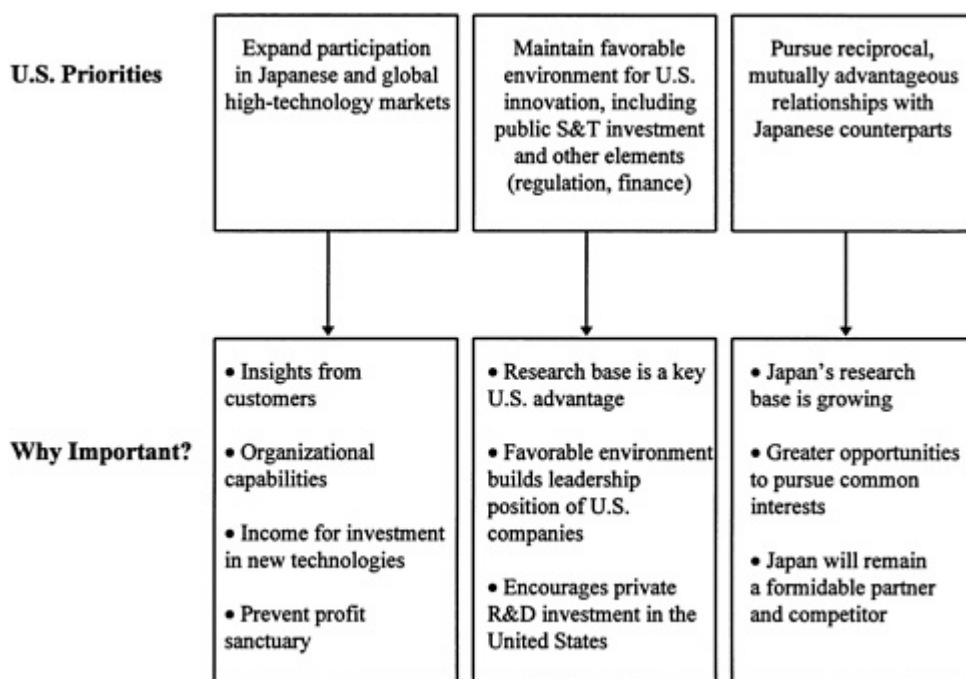 U.S. Priorities
Expand participation
in Japanese and global
high-technology markets
Maintain favorable
environment for U.S.
innovation, including
public S&T investment
and other elements
(regulation, finance)
Pursue reciprocal,
mutually advantageous
relationships with
Japanese counterparts
Why Important?
• Insights from
customers
• Organizational
capabilities
• Income for investment
in new technologies
• Prevent profit
sanctuary
• Research base is a key
U.S. advantage
• Favorable environment
builds leadership
position of U.S.
companies
• Encourages private
R&D investment in the
United States
• Japan's research
base is growing
• Greater opportunities
to pursue common
interests
• Japan will remain
a formidable partner
and competitor